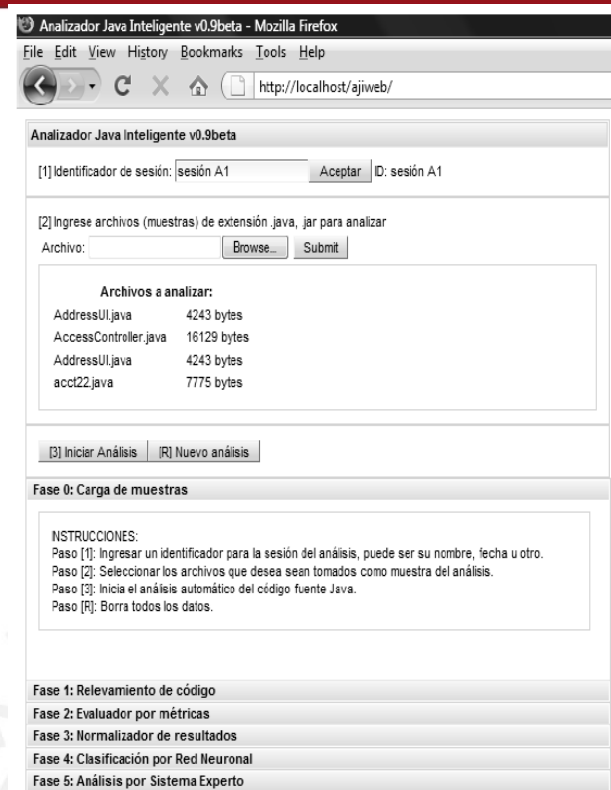 Analizador Java Inteligente v0.9beta - Mozilla Firefox
File Edit View History Bookmarks Tools Help
http://localhost/ajiweb/
Analizador Java Inteligente v0.9beta
[1] Identificador de sesión: sesión A1 Aceptar ID: sesión A1
[2] Ingrese archivos (muestras) de extensión .java, .jar para analizar
Archivo: Browse... Submit
Archivos a analizar:
AddressUI.java 4243 bytes
AccessController.java 16129 bytes
AddressUI.java 4243 bytes
acct22.java 7775 bytes
[3] Iniciar Análisis [R] Nuevo análisis
Fase 0: Carga de muestras
INSTRUCCIONES:
Paso [1]: Ingresar un identificador para la sesión del análisis, puede ser su nombre, fecha u otro.
Paso [2]: Seleccionar los archivos que desea sean tomados como muestra del análisis.
Paso [3]: Inicia el análisis automático del código fuente Java.
Paso [R]: Borra todos los datos.
Fase 1: Relevamiento de código
Fase 2: Evaluador por métricas
Fase 3: Normalizador de resultados
Fase 4: Clasificación por Red Neuronal
Fase 5: Análisis por Sistema Experto